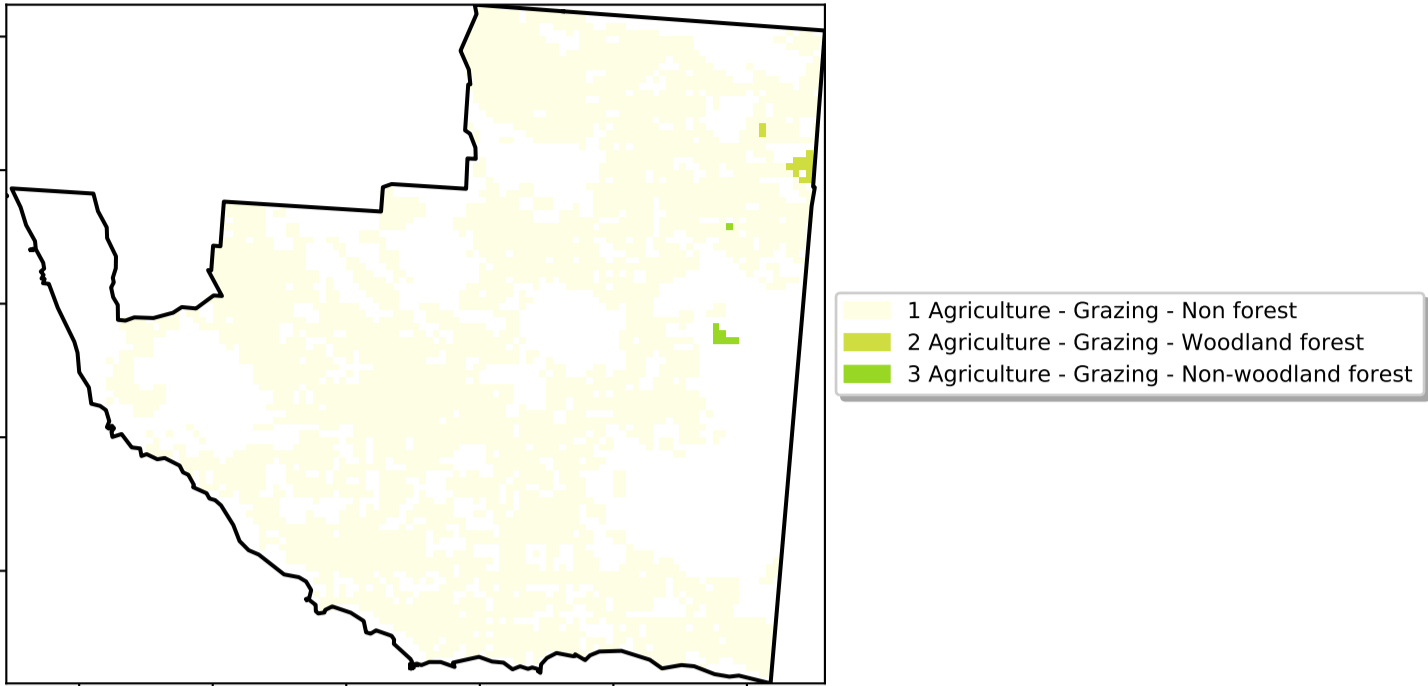 1 Agriculture - Grazing - Non forest
2 Agriculture - Grazing - Woodland forest
3 Agriculture - Grazing - Non-woodland forest